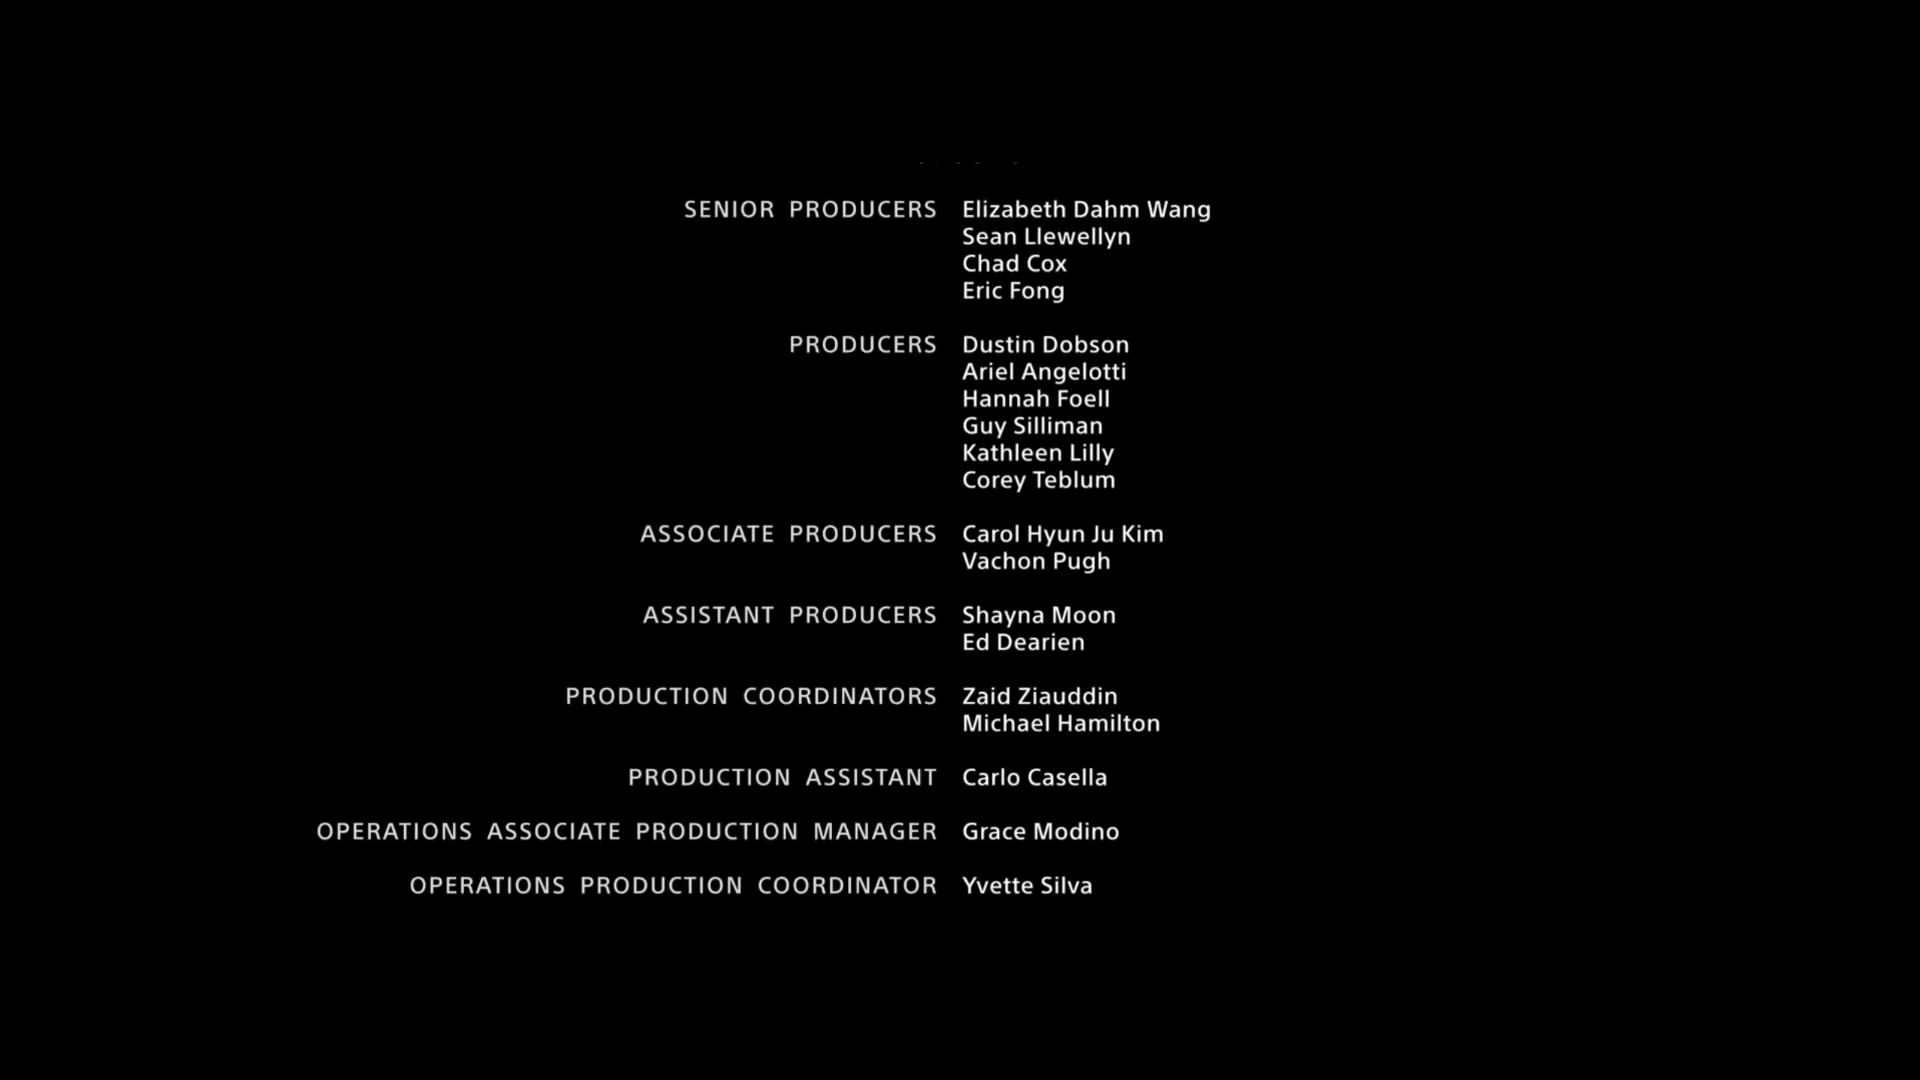 SENIOR PRODUCERS Elizabeth Dahm Wang
Sean Llewellyn
Chad Cox
Eric Fong
PRODUCERS Dustin Dobson
Ariel Angelotti
Hannah Foell
Guy Silliman
Kathleen Lilly
Corey Teblum
ASSOCIATE PRODUCERS Carol Hyun Ju Kim
Vachon Pugh
ASSISTANT PRODUCERS Shayna Moon
Ed Dearien
PRODUCTION COORDINATORS Zaid Ziauddin
Michael Hamilton
PRODUCTION ASSISTANT Carlo Casella
OPERATIONS ASSOCIATE PRODUCTION MANAGER Grace Modino
OPERATIONS PRODUCTION COORDINATOR Yvette Silva